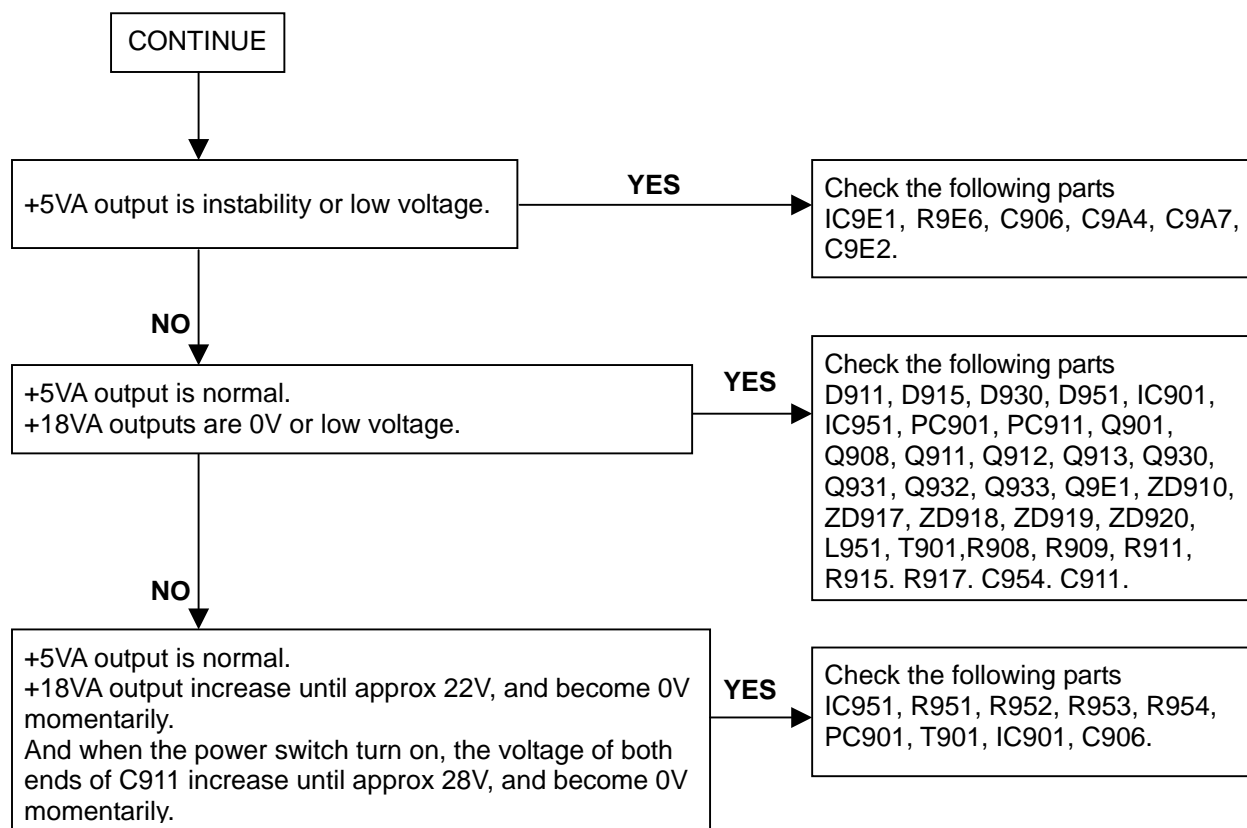 CONTINUE
+5VA output is instability or low voltage.
YES
Check the following parts
IC9E1, R9E6, C906, C9A4, C9A7,
C9E2.
NO
+5VA output is normal.
+18VA outputs are 0V or low voltage.
YES
Check the following parts
D911, D915, D930, D951, IC901,
IC951, PC901, PC911, Q901,
Q908, Q911, Q912, Q913, Q930,
Q931, Q932, Q933, Q9E1, ZD910,
ZD917, ZD918, ZD919, ZD920,
L951, T901,R908, R909, R911,
R915. R917. C954. C911.
NO
+5VA output is normal.
+18VA output increase until approx 22V, and become 0V
momentarily.
And when the power switch turn on, the voltage of both
ends of C911 increase until approx 28V, and become 0V
momentarily.
YES
Check the following parts
IC951, R951, R952, R953, R954,
PC901, T901, IC901, C906.